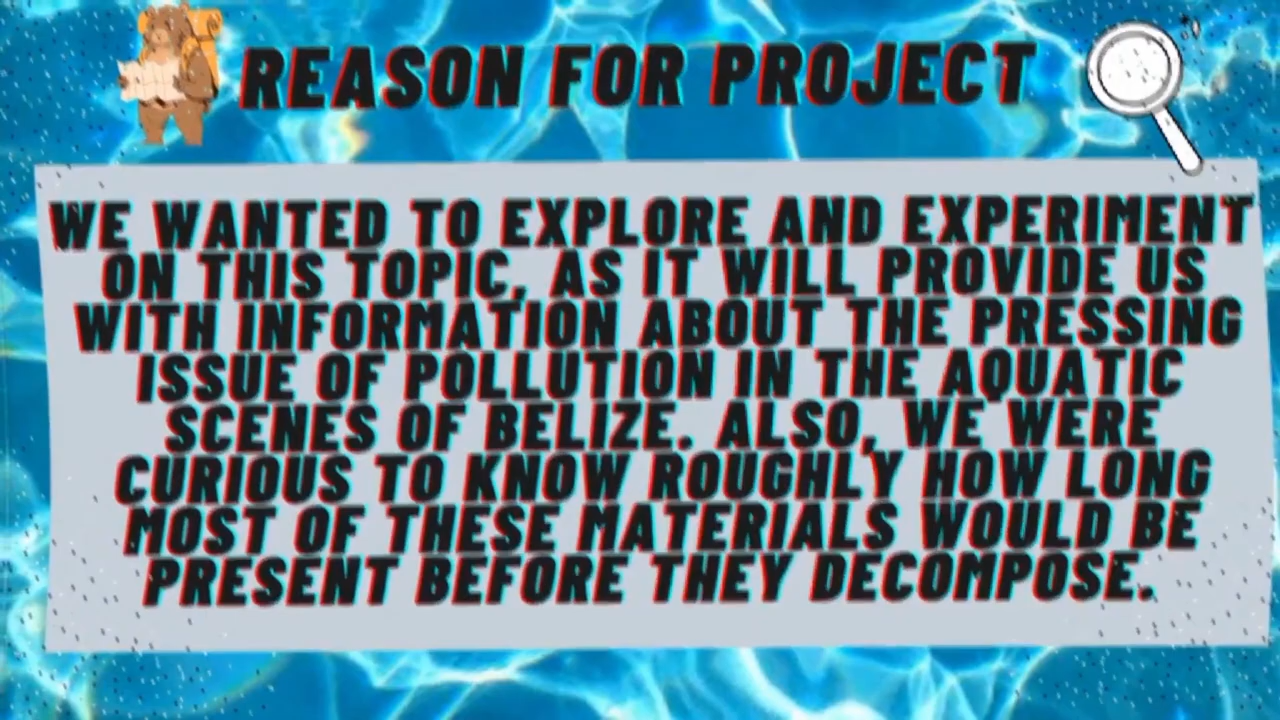 REASON FOR PROJECT
WE WANTED TO EXPLORE AND EXPERIMENT
ON THIS TOPIC, AS IT WILL PROVIDE US
WITH INFORMATION ABOUT THE PRESSING
ISSUE OF POLLUTION IN THE AQUATIC
SCENES OF BELIZE. ALSO, WE WERE
CURIOUS TO KNOW ROUGHLY HOW LONG
MOST OF THESE MATERIALS WOULD BE
PRESENT BEFORE THEY DECOMPOSE.